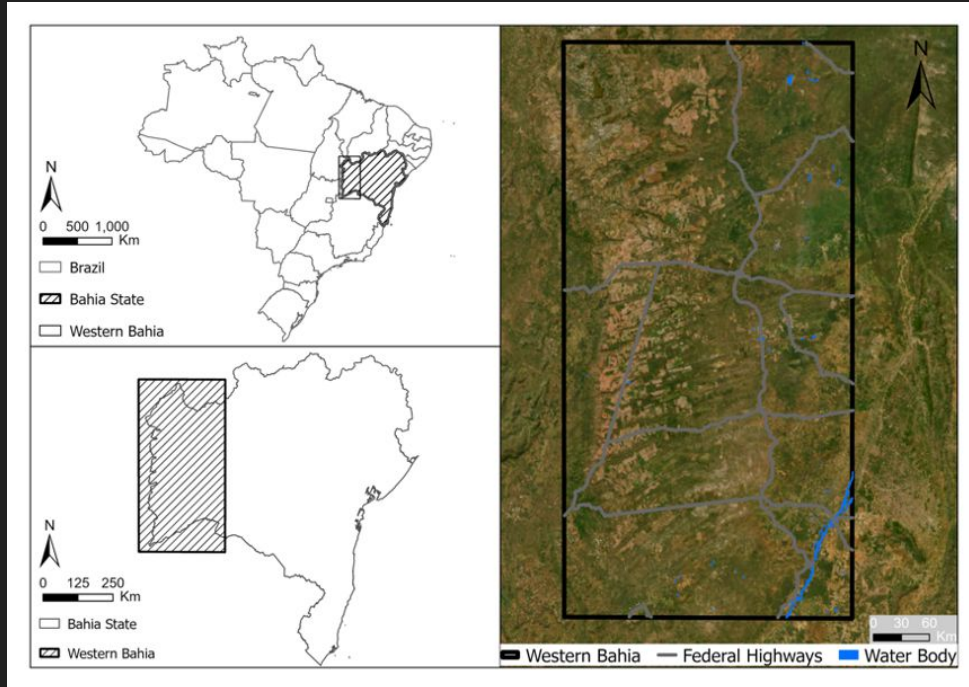 N
0 500 1,000
Km
Brazil
Bahia State
Western Bahia
N
0 125 250
Km
Bahia State
Western Bahia
N
0 30 60
Km
Western Bahia Federal Highways Water Body